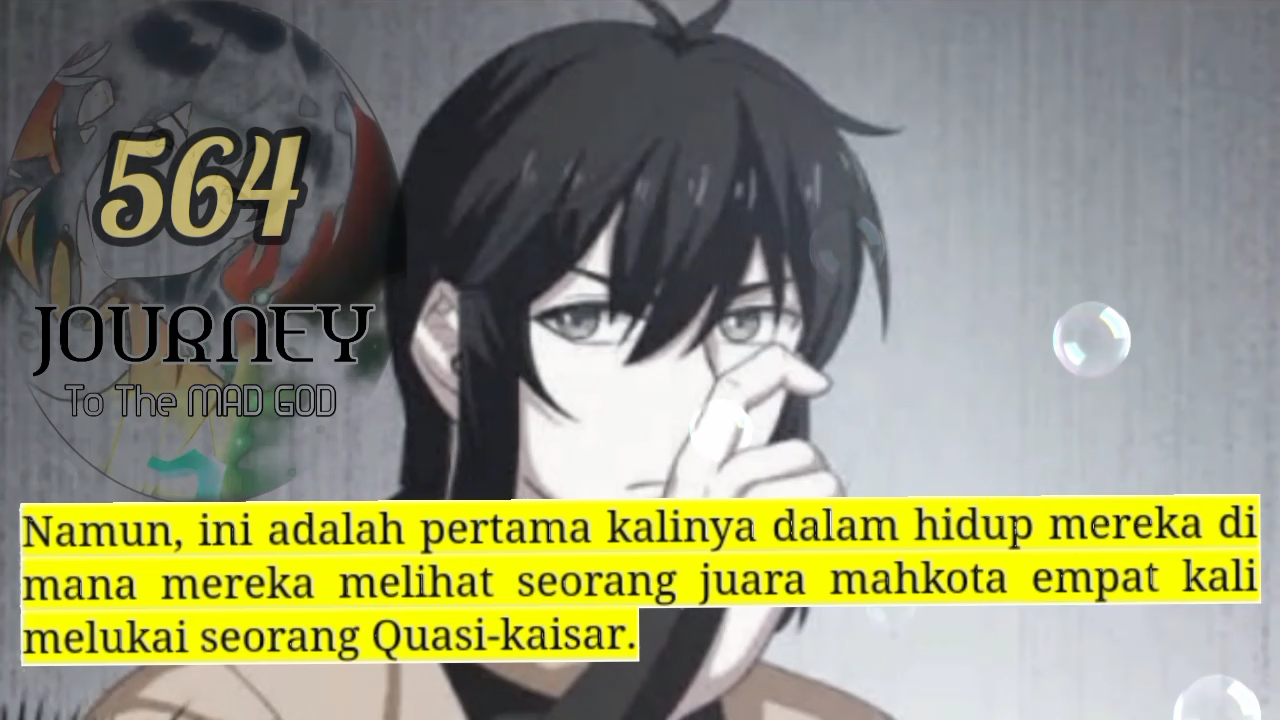 564
JOURNEY
To The MAD GOD
Namun, ini adalah pertama kalinya dalam hidup mereka di
mana mereka melihat seorang juara mahkota empat kali
melukai seorang Quasi-kaisar.